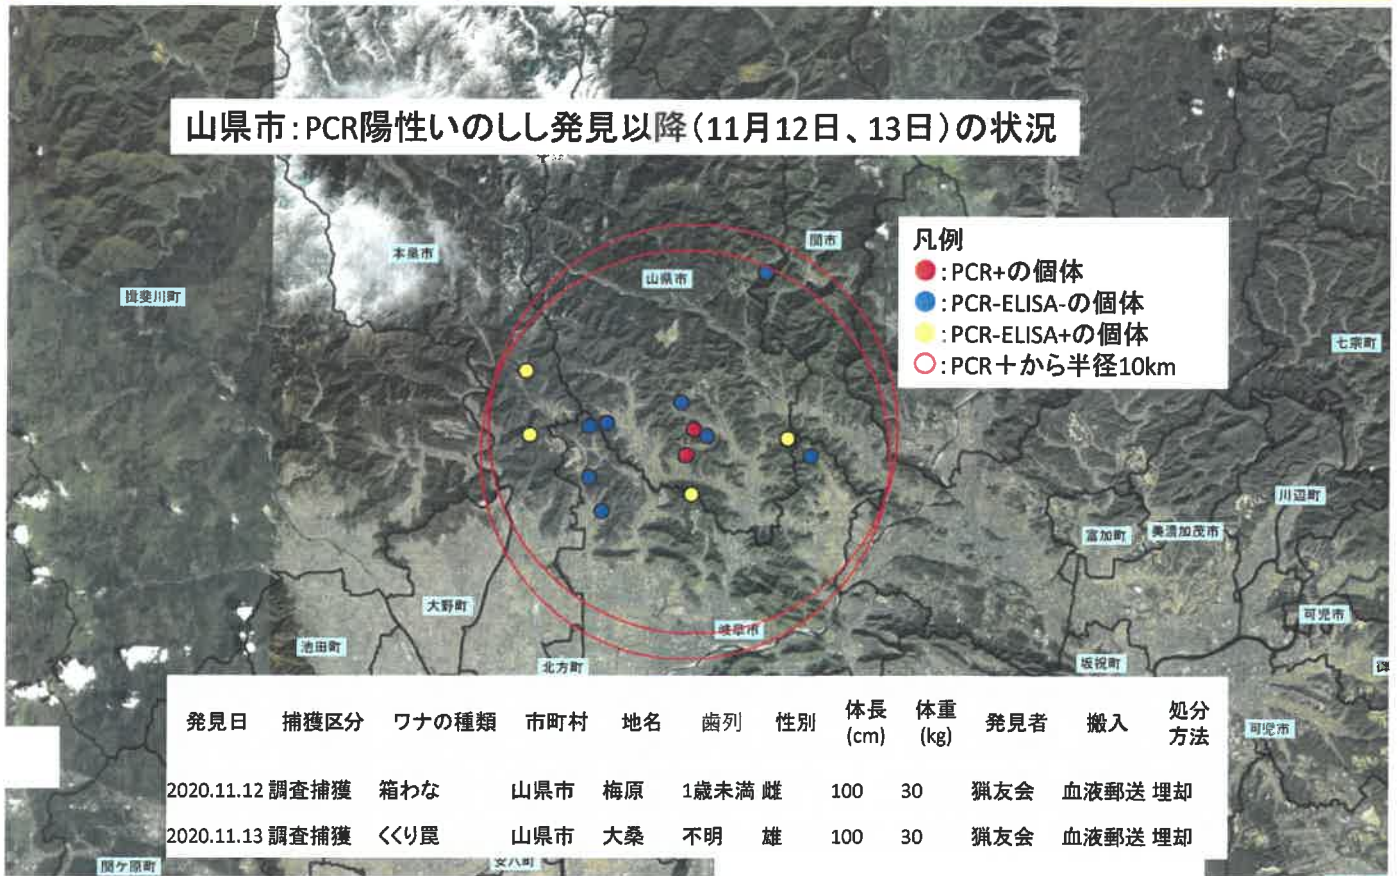 山県市:PCR陽性いのしし発見以降(11月12日、13日)の状況
関市
凡例
本巣市
山県市
●:PCR+の個体
揖斐川町
●:PCR-ELISA-の個体
●:PCR-ELISA+の個体
七宗町
○:PCR+から半径10km
川辺町
富加町
美濃加茂市
大野町
可児市
岐阜市
池田町
北方町
坂祝町
発見日 捕獲区分 ワナの種類 市町村 地名 歯列 性別 体長(cm) 体重(kg) 発見者 搬入 処分方法
可児市
2020.11.12 調査捕獲 箱わな 山県市 梅原 1歳未満 雌 100 30 猟友会 血液郵送 埋却
2020.11.13 調査捕獲 くくり罠 山県市 大桑 不明 雄 100 30 猟友会 血液郵送 埋却
関ケ原町
安八町